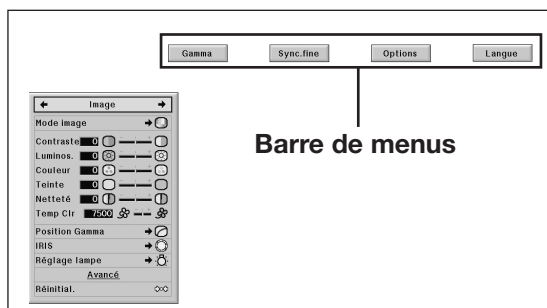 Gamma Sync.fine Options Langue
Barre de menus
Image
Mode image
Contraste 0
Luminos. 0
Couleur 0
Teinte 0
Netteté 0
Temp Clr 7500
Position Gamma
IRIS
Réglage lampe
Avancé
Réinitial.